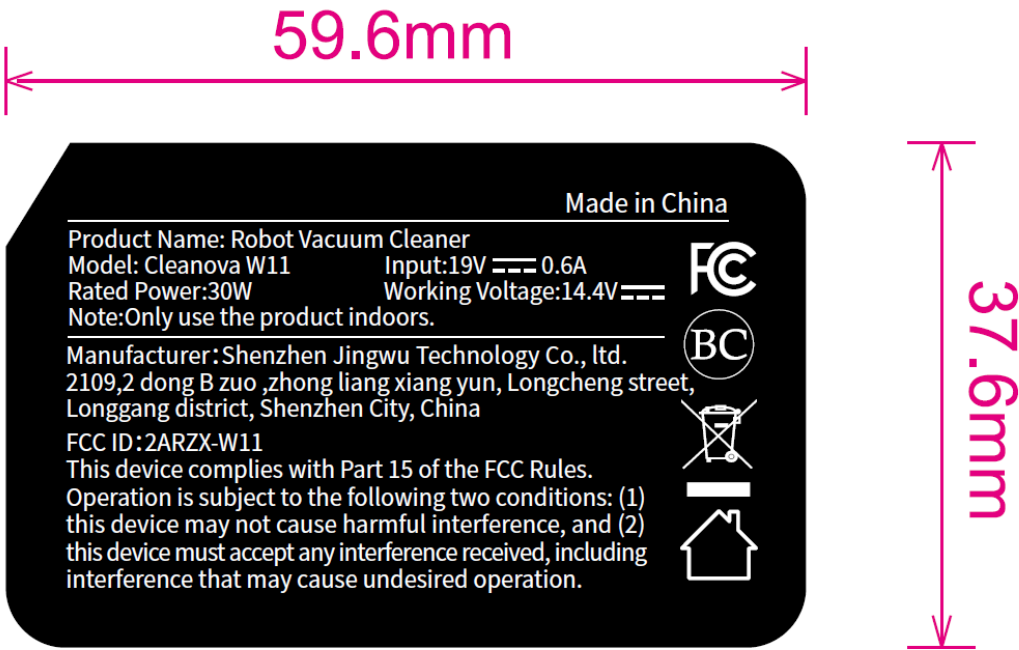 59.6mm
Made in China
Product Name: Robot Vacuum Cleaner
Model: Cleanova W11 Input:19V 0.6A
Rated Power:30W Working Voltage:14.4V
Note:Only use the product indoors.
FC
BC
Manufacturer:Shenzhen Jingwu Technology Co., ltd.
2109,2 dong B zuo ,zhong liang xiang yun, Longcheng street,
Longgang district, Shenzhen City, China
FCC ID:2ARZX-W11
This device complies with Part 15 of the FCC Rules.
Operation is subject to the following two conditions: (1)
this device may not cause harmful interference, and (2)
this device must accept any interference received, including
interference that may cause undesired operation.
37.6mm